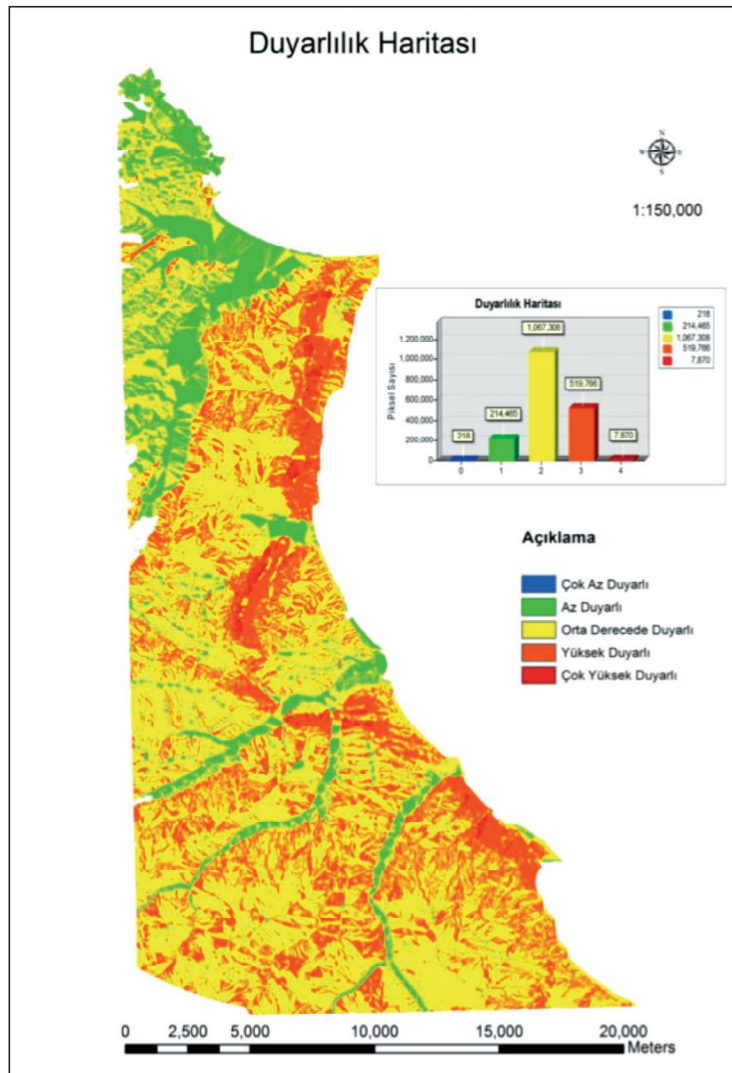 Duyarlılık Haritası
N
W E
S
1:150,000
Duyarlılık Haritası
Piksel Sayısı
1,200,000
1,000,000
800,000
600,000
400,000
200,000
0
218
214,465
1,067,308
519,766
7,870
0 1 2 3 4
218
214,465
1,067,308
519,766
7,870
Açıklama
Çok Az Duyarlı
Az Duyarlı
Orta Derecede Duyarlı
Yüksek Duyarlı
Çok Yüksek Duyarlı
0 2,500 5,000 10,000 15,000 20,000
Meters